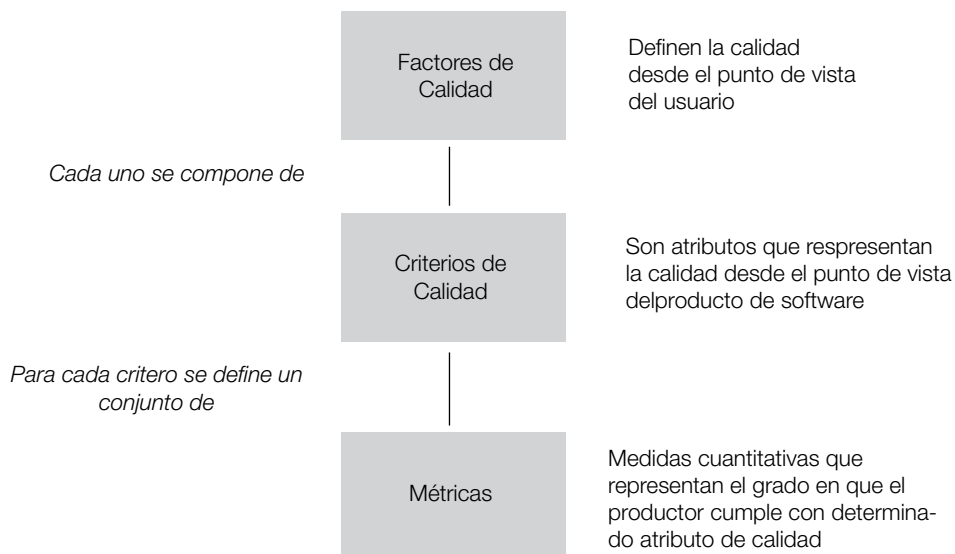 Factores de
Calidad
Definen la calidad
desde el punto de vista
del usuario
Cada uno se compone de
Criterios de
Calidad
Son atributos que respresentan
la calidad desde el punto de vista
delproducto de software
Para cada critero se define un
conjunto de
Métricas
Medidas cuantitativas que
representan el grado en que el
productor cumple con determina-
do atributo de calidad